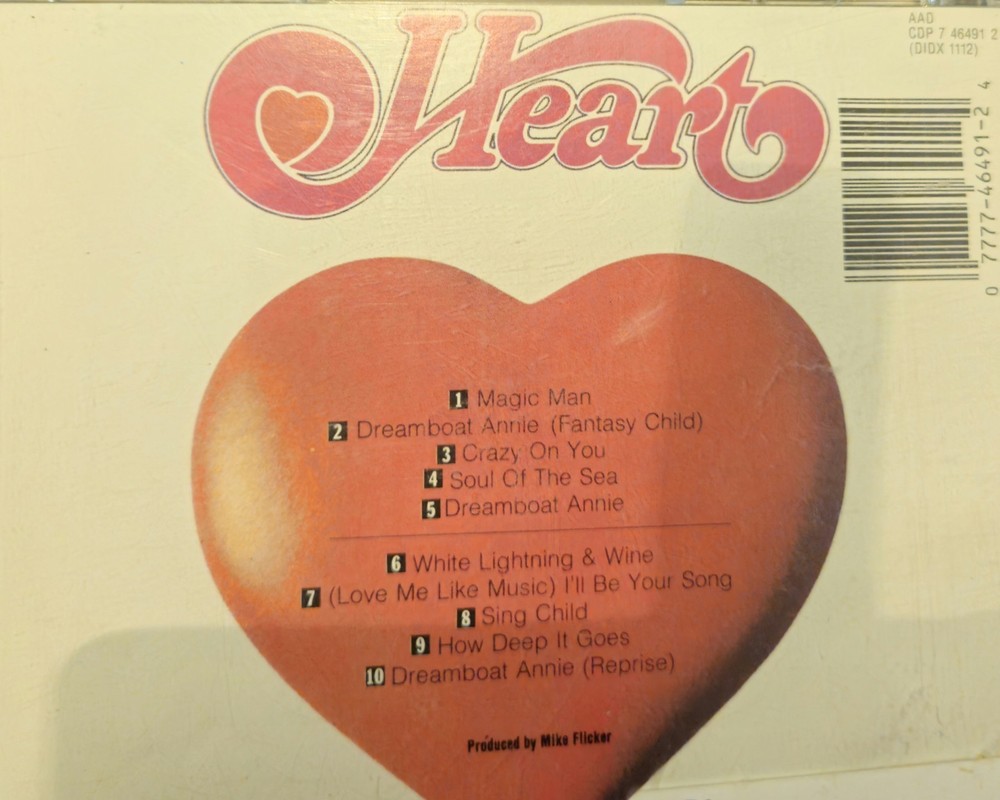 Heart
AAD
CDP 7 46491 2
(DIDX 1112)
0 7777-46491-2 4
1 Magic Man
2 Dreamboat Annie (Fantasy Child)
3 Crazy On You
4 Soul Of The Sea
5 Dreamboat Annie
6 White Lightning & Wine
7 (Love Me Like Music) I'll Be Your Song
8 Sing Child
9 How Deep It Goes
10 Dreamboat Annie (Reprise)
Produced by Mike Flicker